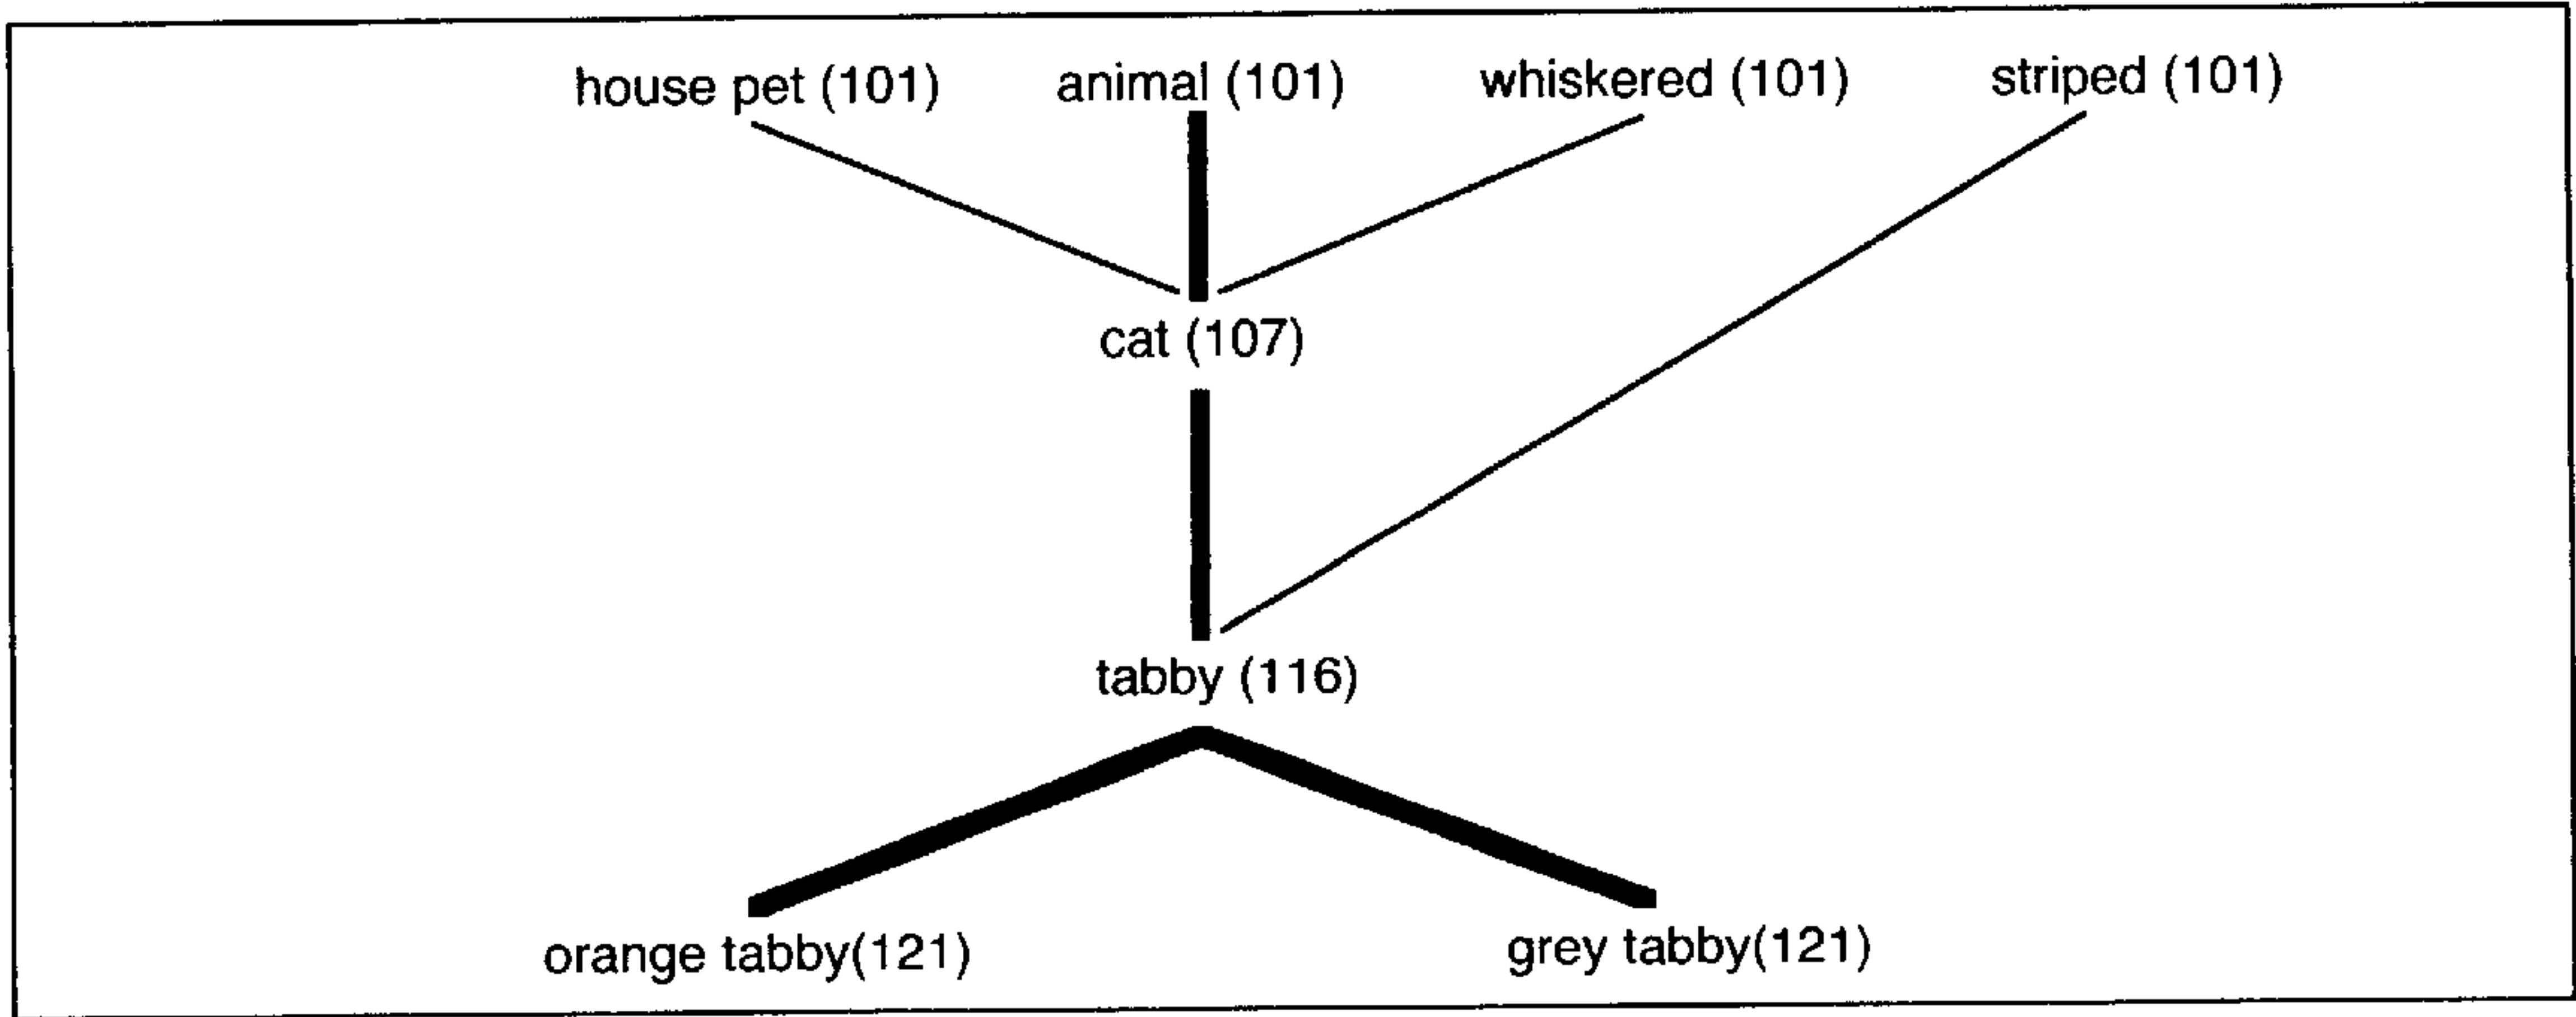 house pet (101) animal (101) whiskered (101) striped (101)
cat (107)
tabby (116)
orange tabby(121) grey tabby(121)